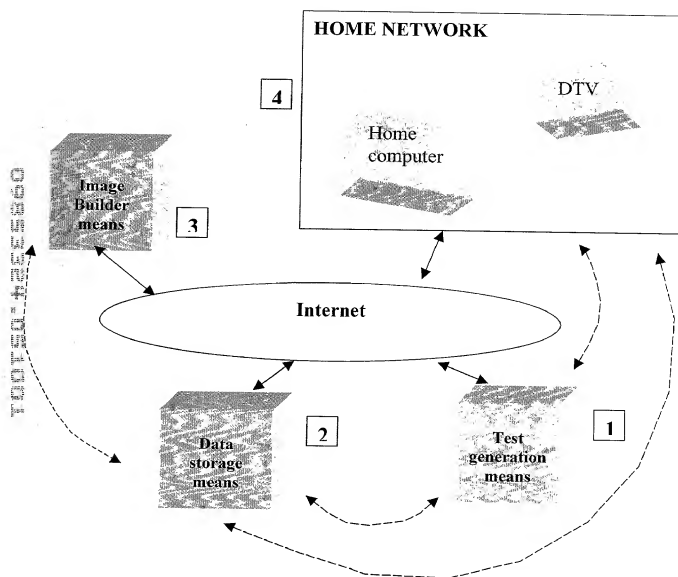 HOME NETWORK
4
DTV
Home
computer
Image
Builder
means
3
Internet
2
1
Data
storage
means
Test
generation
means